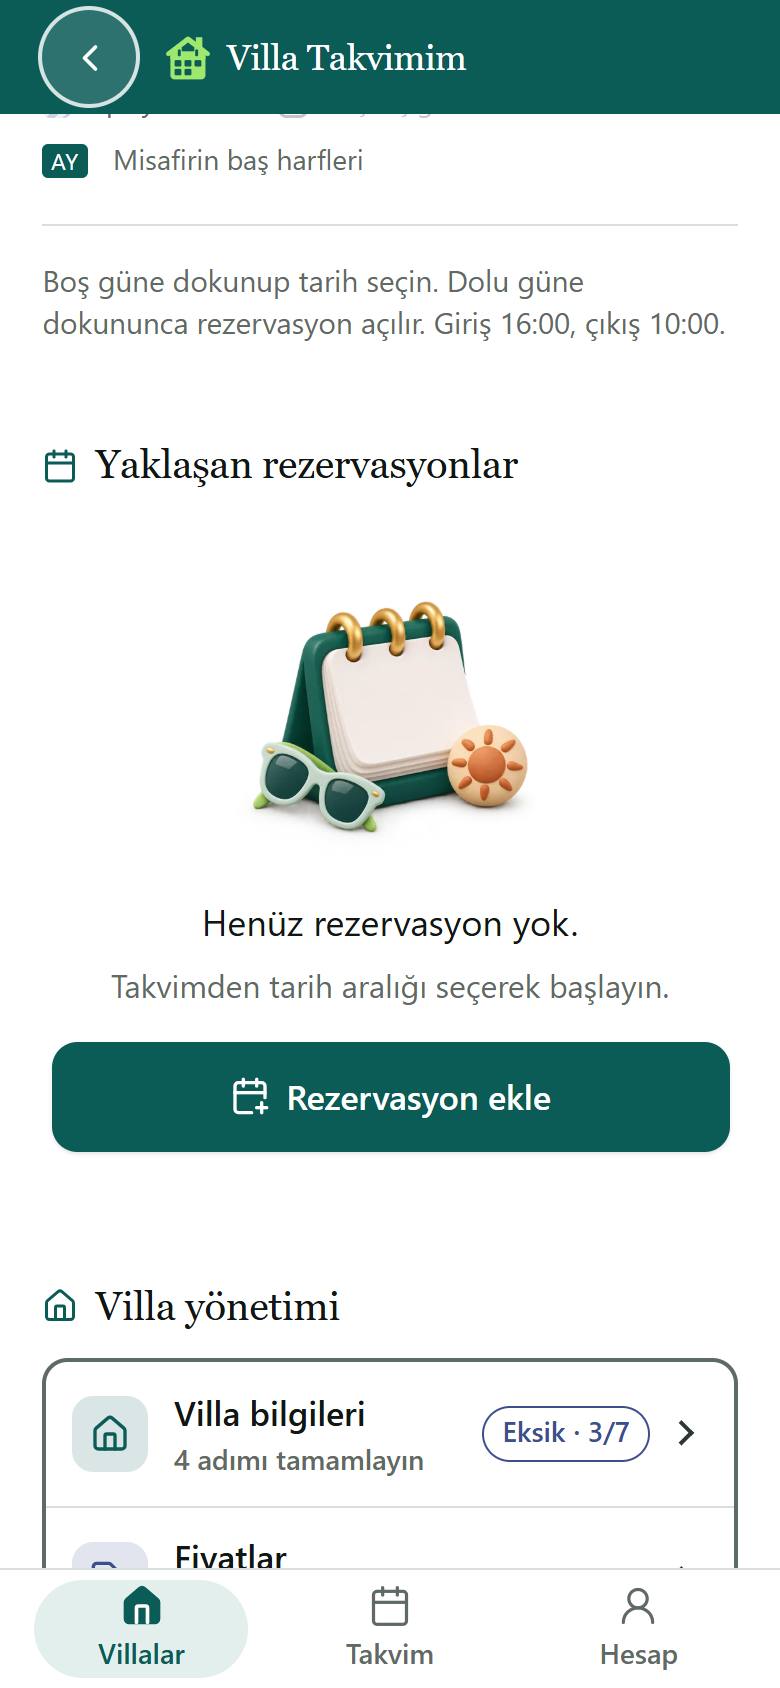 Villa Takvimim
AY Misafirin baş harfleri
Boş güne dokunup tarih seçin. Dolu güne
dokununca rezervasyon açılır. Giriş 16:00, çıkış 10:00.
Yaklaşan rezervasyonlar
Henüz rezervasyon yok.
Takvimden tarih aralığı seçerek başlayın.
Rezervasyon ekle
Villa yönetimi
Villa bilgileri
4 adımı tamamlayın
Eksik · 3/7
Fiyatlar
Villalar
Takvim
Hesap